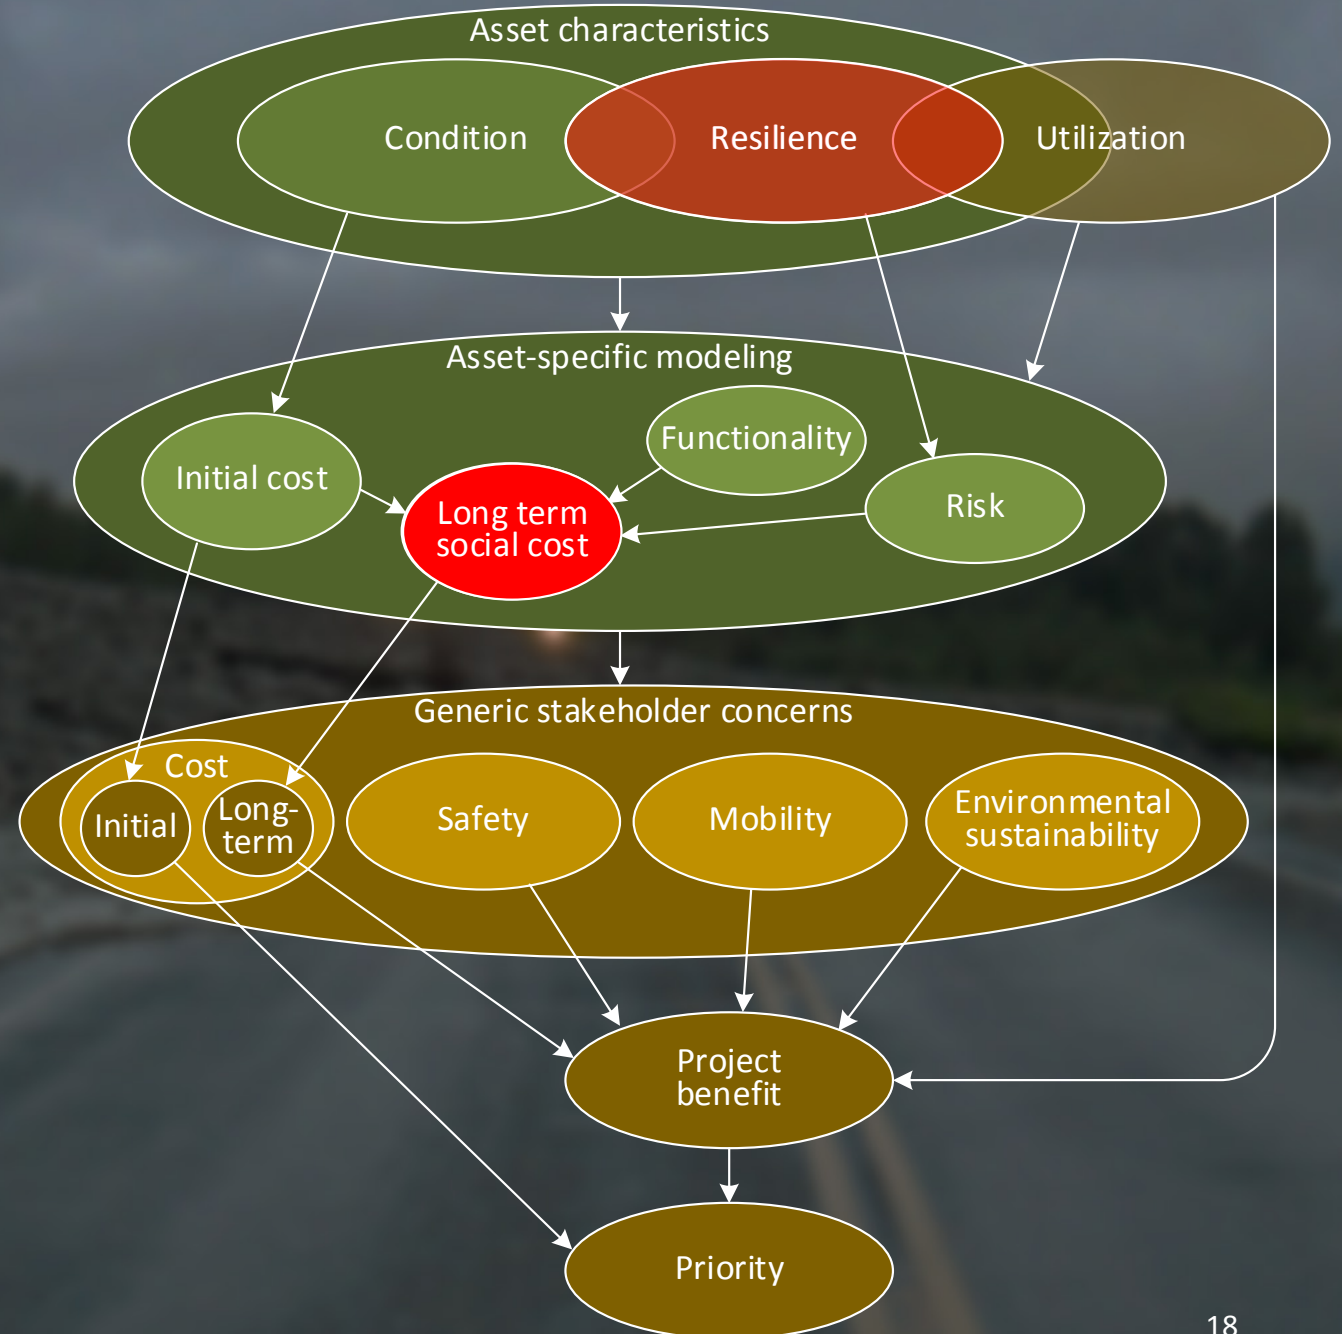 Asset characteristics
Condition
Resilience
Utilization
Asset-specific modeling
Functionality
Initial cost
Risk
Long term
social cost
Generic stakeholder concerns
Cost
Initial
Long-
term
Safety
Mobility
Environmental
sustainability
Project
benefit
Priority
18